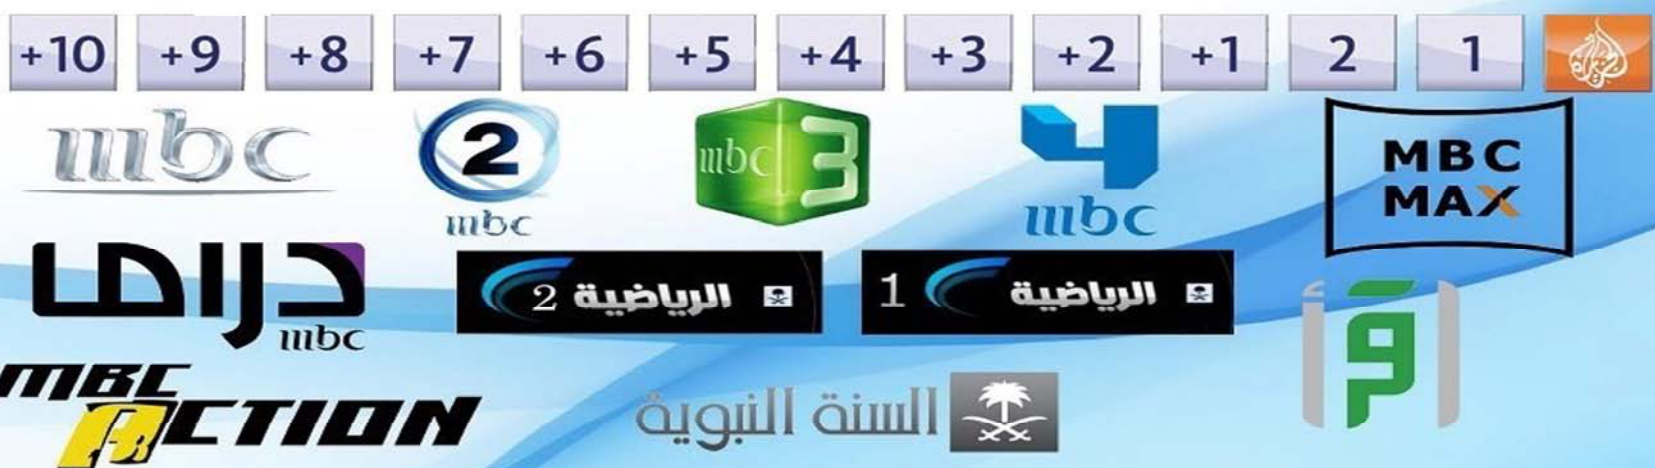 +10 +9 +8 +7 +6 +5 +4 +3 +2 +1 2 1 الجزيرة
mbc
2
mbc
mbc 3
4
mbc
MBC
MAX
دراما
mbc
الرياضية 2
الرياضية 1
اقرأ
MBC
ACTION
السنة النبوية